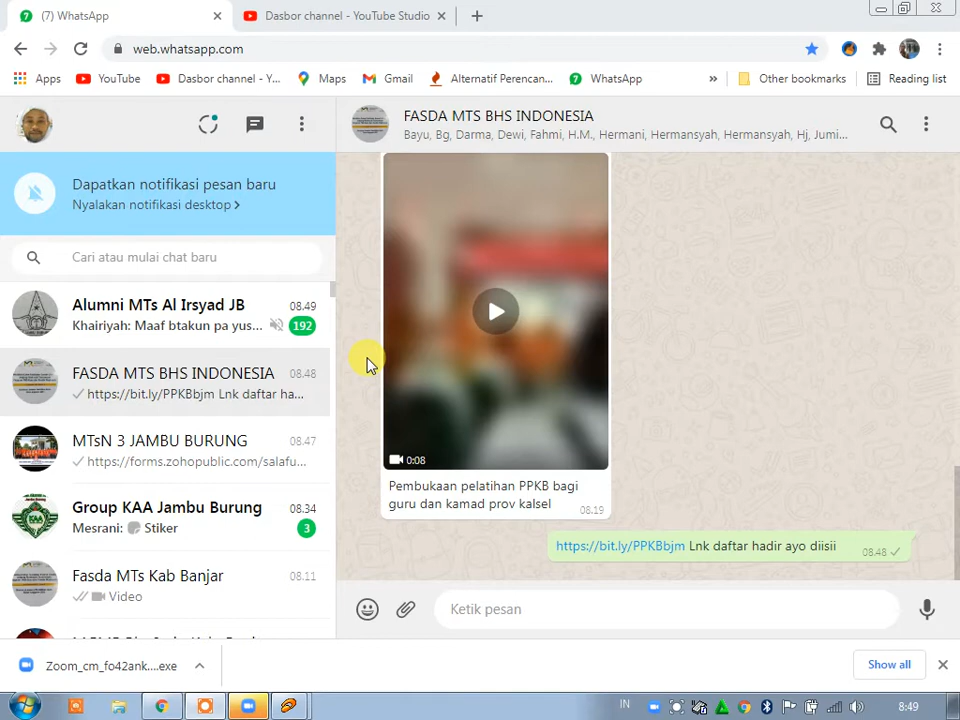 (7) WhatsApp
Dasbor channel - YouTube Studio
web.whatsapp.com
Apps YouTube Dasbor channel - Y... Maps Gmail Alternatif Perencan... WhatsApp » Other bookmarks Reading list
FASDA MTS BHS INDONESIA
Bayu, Bg, Darma, Dewi, Fahmi, H.M., Hermani, Hermansyah, Hermansyah, Hj, Jumi...
Dapatkan notifikasi pesan baru
Nyalakan notifikasi desktop >
Cari atau mulai chat baru
Alumni MTs Al Irsyad JB 08.49
Khairiyah: Maaf btakun pa yus... 192
FASDA MTS BHS INDONESIA 08.48
https://bit.ly/PPKBbjm Lnk daftar ha...
MTsN 3 JAMBU BURUNG 08.47
https://forms.zohopublic.com/salafu...
Group KAA Jambu Burung 08.34
Mesrani: Stiker 3
Fasda MTs Kab Banjar 08.11
Video
0:08
Pembukaan pelatihan PPKB bagi
guru dan kamad prov kalsel 08.19
https://bit.ly/PPKBbjm Lnk daftar hadir ayo diisii 08.48
Ketik pesan
Zoom_cm_fo42ank....exe
Show all
IN 8:49